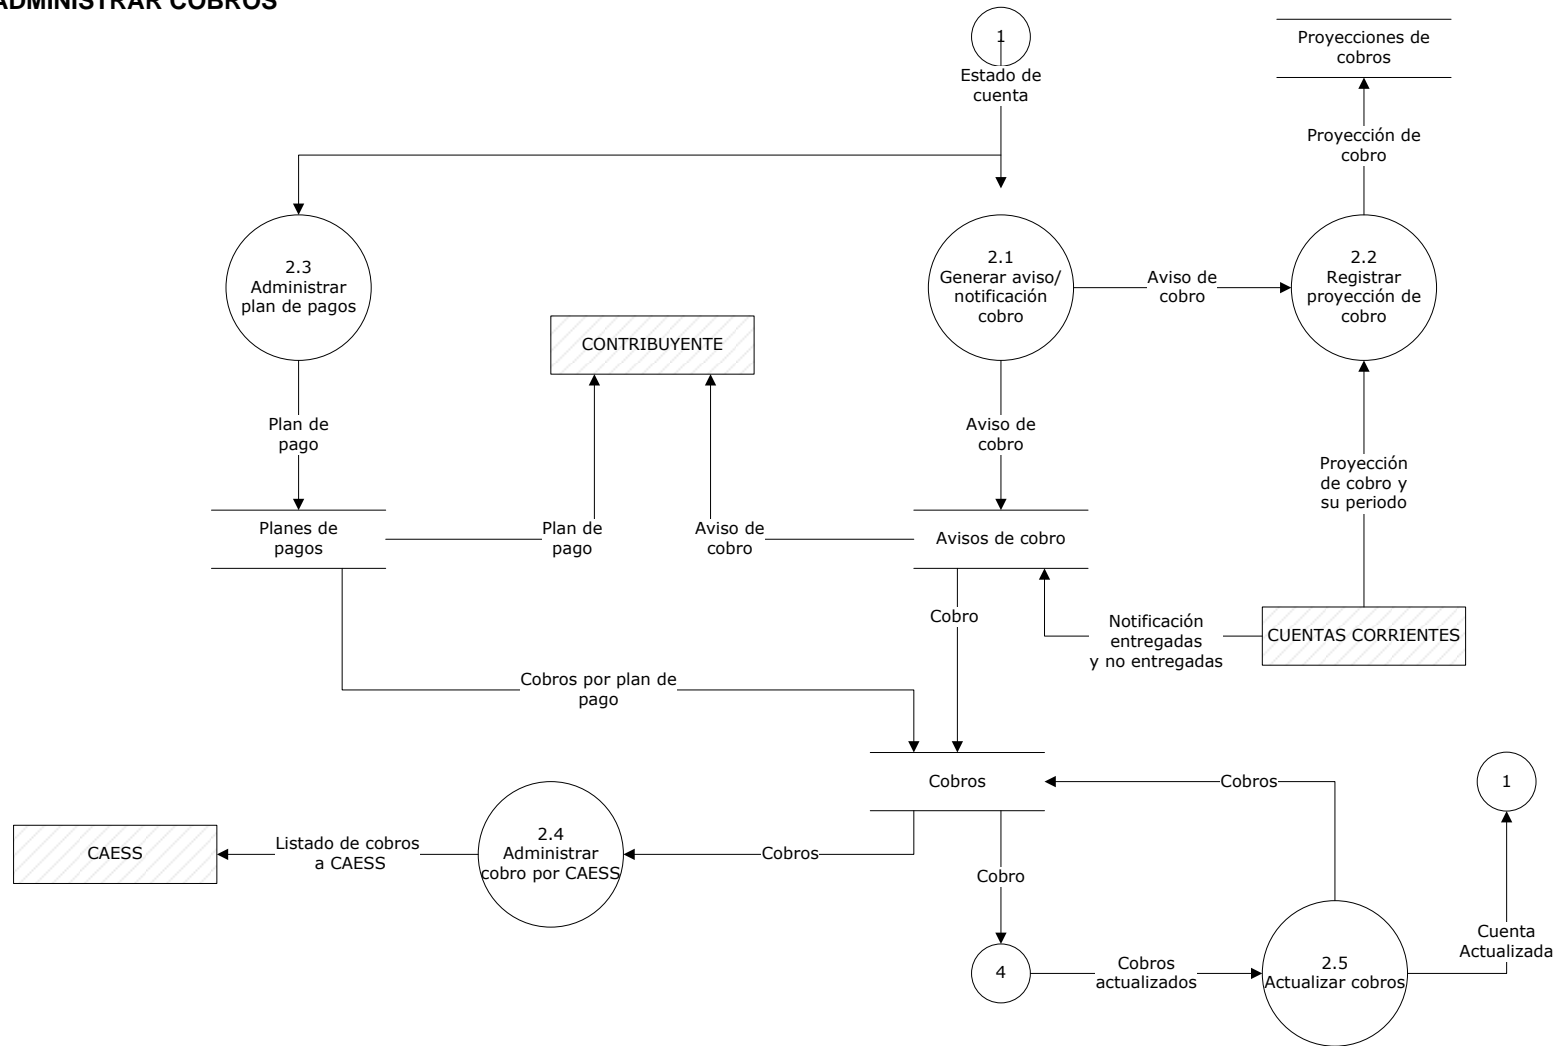 ADMINISTRAR COBROS
1
Estado de
cuenta
Proyecciones de
cobros
Proyección de
cobro
2.3
Administrar
plan de pagos
2.1
Generar aviso/
notificación
cobro
Aviso de
cobro
2.2
Registrar
proyección de
cobro
CONTRIBUYENTE
Plan de
pago
Aviso de
cobro
Proyección
de cobro y
su periodo
Planes de
pagos
Plan de
pago
Aviso de
cobro
Avisos de cobro
Cobro
Notificación
entregadas
y no entregadas
CUENTAS CORRIENTES
Cobros por plan de
pago
Cobros
Cobros
1
CAESS
Listado de cobros
a CAESS
2.4
Administrar
cobro por CAESS
Cobros
Cobro
Cuenta
Actualizada
4
Cobros
actualizados
2.5
Actualizar cobros